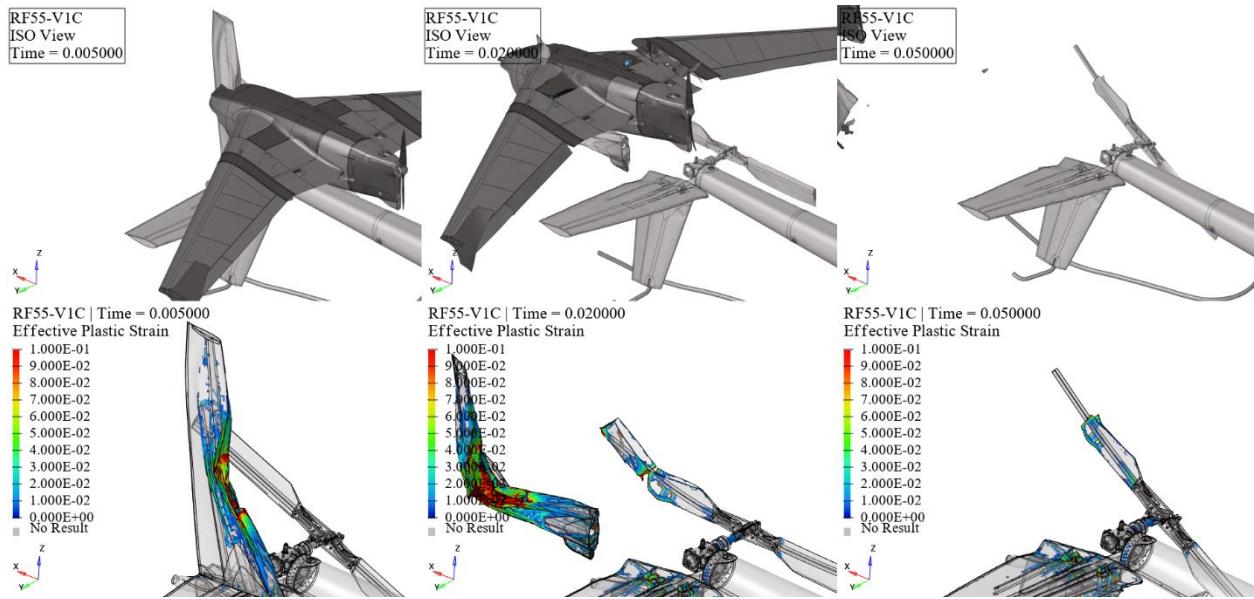 RF55-V1C
ISO View
Time = 0.005000
RF55-V1C
ISO View
Time = 0.020000
RF55-V1C
ISO View
Time = 0.050000
Z
X
Y
Z
X
Y
Z
X
Y
RF55-V1C | Time = 0.005000
Effective Plastic Strain
1.000E-01
9.000E-02
8.000E-02
7.000E-02
6.000E-02
5.000E-02
4.000E-02
3.000E-02
2.000E-02
1.000E-02
0.000E+00
No Result
Z
X
Y
RF55-V1C | Time = 0.020000
Effective Plastic Strain
1.000E-01
9.000E-02
8.000E-02
7.000E-02
6.000E-02
5.000E-02
4.000E-02
3.000E-02
2.000E-02
1.000E-02
0.000E+00
No Result
Z
X
Y
RF55-V1C | Time = 0.050000
Effective Plastic Strain
1.000E-01
9.000E-02
8.000E-02
7.000E-02
6.000E-02
5.000E-02
4.000E-02
3.000E-02
2.000E-02
1.000E-02
0.000E+00
No Result
Z
X
Y